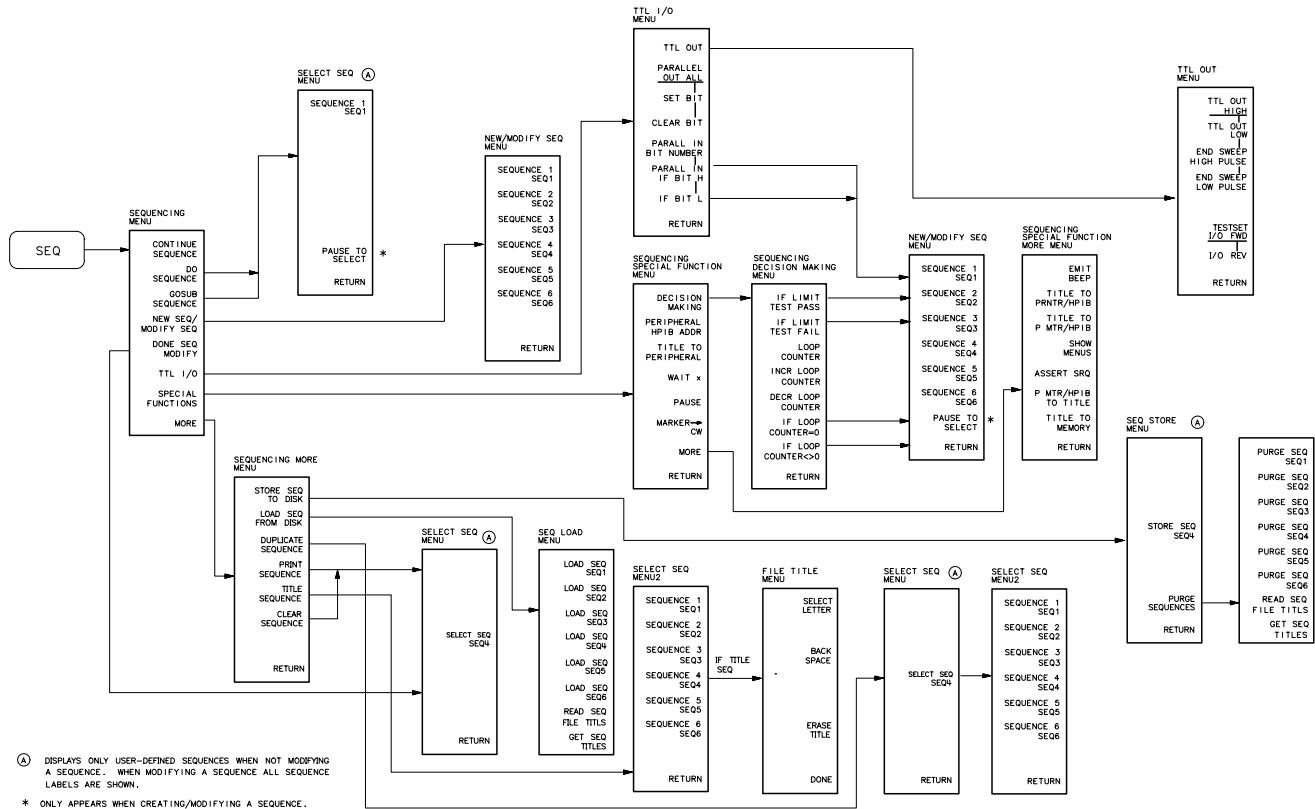 SEQ
SEQUENCING
MENU
CONTINUE
SEQUENCE
DO
SEQUENCE
GOSUB
SEQUENCE
NEW SEQ/
MODIFY SEQ
DONE SEQ
MODIFY
TTL I/O
SPECIAL
FUNCTIONS
MORE
SELECT SEQ Ⓐ
MENU
SEQUENCE 1
SEQ1
PAUSE TO
SELECT *
RETURN
NEW/MODIFY SEQ
MENU
SEQUENCE 1
SEQ1
SEQUENCE 2
SEQ2
SEQUENCE 3
SEQ3
SEQUENCE 4
SEQ4
SEQUENCE 5
SEQ5
SEQUENCE 6
SEQ6
RETURN
TTL I/O
MENU
TTL OUT
PARALLEL
OUT ALL
SET BIT
CLEAR BIT
PARALL IN
BIT NUMBER
PARALL IN
IF BIT H
IF BIT L
RETURN
TTL OUT
MENU
TTL OUT
HIGH
TTL OUT
LOW
END SWEEP
HIGH PULSE
END SWEEP
LOW PULSE
TESTSET
I/O FWD
I/O REV
RETURN
SEQUENCING
SPECIAL FUNCTION
MENU
DECISION
MAKING
PERIPHERAL
HPIB ADDR
TITLE TO
PERIPHERAL
WAIT x
PAUSE
MARKER→
CW
MORE
RETURN
SEQUENCING
DECISION MAKING
MENU
IF LIMIT
TEST PASS
IF LIMIT
TEST FAIL
LOOP
COUNTER
INCR LOOP
COUNTER
DECR LOOP
COUNTER
IF LOOP
COUNTER=0
IF LOOP
COUNTER<>0
RETURN
NEW/MODIFY SEQ
MENU
SEQUENCE 1
SEQ1
SEQUENCE 2
SEQ2
SEQUENCE 3
SEQ3
SEQUENCE 4
SEQ4
SEQUENCE 5
SEQ5
SEQUENCE 6
SEQ6
PAUSE TO
SELECT *
RETURN
SEQUENCING
SPECIAL FUNCTION
MORE MENU
EMIT
BEEP
TITLE TO
PRNTR/HPIB
TITLE TO
P MTR/HPIB
SHOW
MENUS
ASSERT SRQ
P MTR/HPIB
TO TITLE
TITLE TO
MEMORY
RETURN
SEQUENCING MORE
MENU
STORE SEQ
TO DISK
LOAD SEQ
FROM DISK
DUPLICATE
SEQUENCE
PRINT
SEQUENCE
TITLE
SEQUENCE
CLEAR
SEQUENCE
RETURN
SELECT SEQ Ⓐ
MENU
SELECT SEQ
SEQ4
RETURN
SEQ LOAD
MENU
LOAD SEQ
SEQ1
LOAD SEQ
SEQ2
LOAD SEQ
SEQ3
LOAD SEQ
SEQ4
LOAD SEQ
SEQ5
LOAD SEQ
SEQ6
READ SEQ
FILE TITLS
GET SEQ
TITLES
SELECT SEQ
MENU2
SEQUENCE 1
SEQ1
SEQUENCE 2
SEQ2
SEQUENCE 3
SEQ3
SEQUENCE 4
SEQ4
SEQUENCE 5
SEQ5
SEQUENCE 6
SEQ6
RETURN
IF TITLE
SEQ
FILE TITLE
MENU
SELECT
LETTER
BACK
SPACE
ERASE
TITLE
DONE
SELECT SEQ Ⓐ
MENU
SELECT SEQ
SEQ4
RETURN
SELECT SEQ
MENU2
SEQUENCE 1
SEQ1
SEQUENCE 2
SEQ2
SEQUENCE 3
SEQ3
SEQUENCE 4
SEQ4
SEQUENCE 5
SEQ5
SEQUENCE 6
SEQ6
RETURN
SEQ STORE Ⓐ
MENU
STORE SEQ
SEQ4
PURGE
SEQUENCES
RETURN
PURGE SEQ
SEQ1
PURGE SEQ
SEQ2
PURGE SEQ
SEQ3
PURGE SEQ
SEQ4
PURGE SEQ
SEQ5
PURGE SEQ
SEQ6
READ SEQ
FILE TITLS
GET SEQ
TITLES
Ⓐ DISPLAYS ONLY USER-DEFINED SEQUENCES WHEN NOT MODIFYING
A SEQUENCE. WHEN MODIFYING A SEQUENCE ALL SEQUENCE
LABELS ARE SHOWN.
* ONLY APPEARS WHEN CREATING/MODIFYING A SEQUENCE.